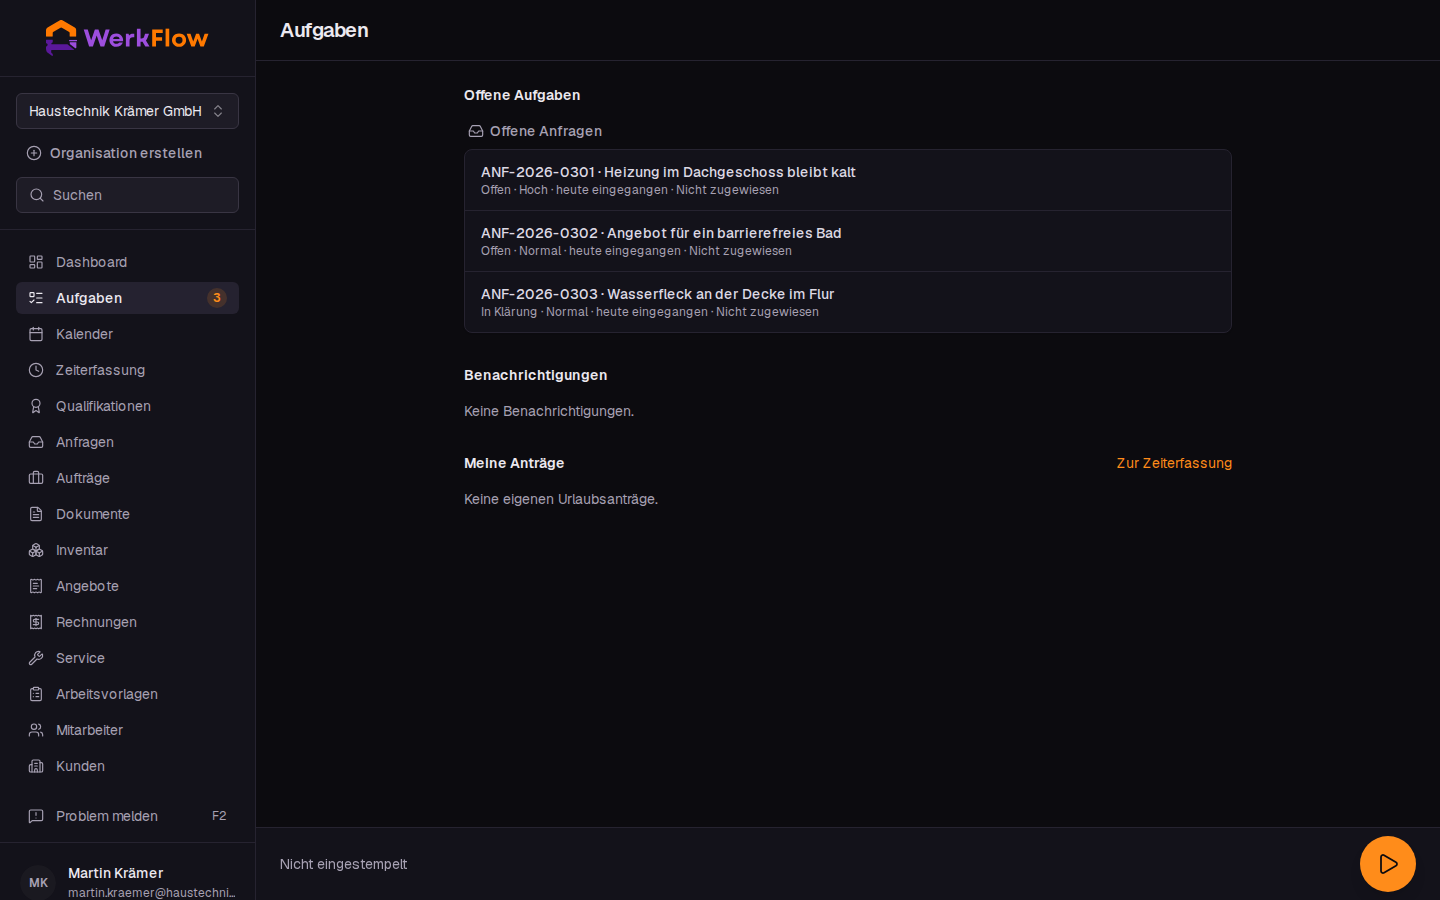 WerkFlow
Haustechnik Krämer GmbH
Organisation erstellen
Suchen
Dashboard
Aufgaben 3
Kalender
Zeiterfassung
Qualifikationen
Anfragen
Aufträge
Dokumente
Inventar
Angebote
Rechnungen
Service
Arbeitsvorlagen
Mitarbeiter
Kunden
Problem melden F2
MK
Martin Krämer
martin.kraemer@haustechni…
Aufgaben
Offene Aufgaben
Offene Anfragen
ANF-2026-0301 · Heizung im Dachgeschoss bleibt kalt
Offen · Hoch · heute eingegangen · Nicht zugewiesen
ANF-2026-0302 · Angebot für ein barrierefreies Bad
Offen · Normal · heute eingegangen · Nicht zugewiesen
ANF-2026-0303 · Wasserfleck an der Decke im Flur
In Klärung · Normal · heute eingegangen · Nicht zugewiesen
Benachrichtigungen
Keine Benachrichtigungen.
Meine Anträge
Zur Zeiterfassung
Keine eigenen Urlaubsanträge.
Nicht eingestempelt